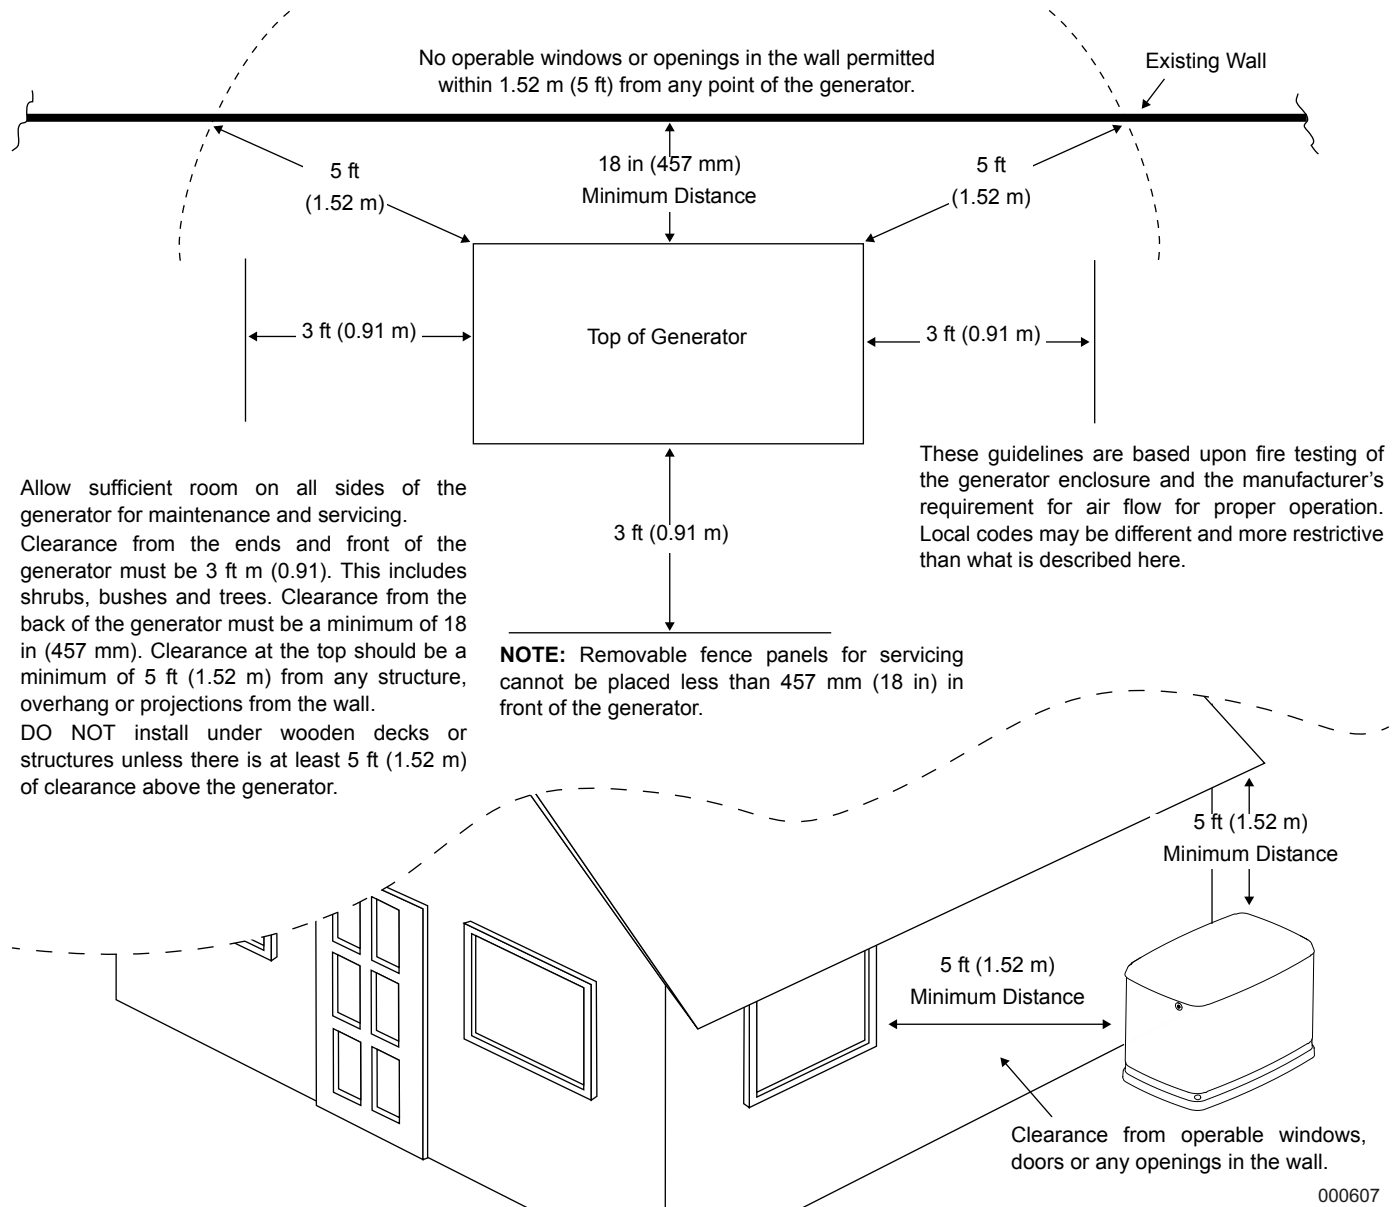 No operable windows or openings in the wall permitted
within 1.52 m (5 ft) from any point of the generator.
Existing Wall
5 ft
(1.52 m)
18 in (457 mm)
Minimum Distance
5 ft
(1.52 m)
3 ft (0.91 m)
Top of Generator
3 ft (0.91 m)
Allow sufficient room on all sides of the
generator for maintenance and servicing.
Clearance from the ends and front of the
generator must be 3 ft m (0.91). This includes
shrubs, bushes and trees. Clearance from the
back of the generator must be a minimum of 18
in (457 mm). Clearance at the top should be a
minimum of 5 ft (1.52 m) from any structure,
overhang or projections from the wall.
DO NOT install under wooden decks or
structures unless there is at least 5 ft (1.52 m)
of clearance above the generator.
3 ft (0.91 m)
NOTE: Removable fence panels for servicing
cannot be placed less than 457 mm (18 in) in
front of the generator.
These guidelines are based upon fire testing of
the generator enclosure and the manufacturer's
requirement for air flow for proper operation.
Local codes may be different and more restrictive
than what is described here.
5 ft (1.52 m)
Minimum Distance
5 ft (1.52 m)
Minimum Distance
Clearance from operable windows,
doors or any openings in the wall.
000607